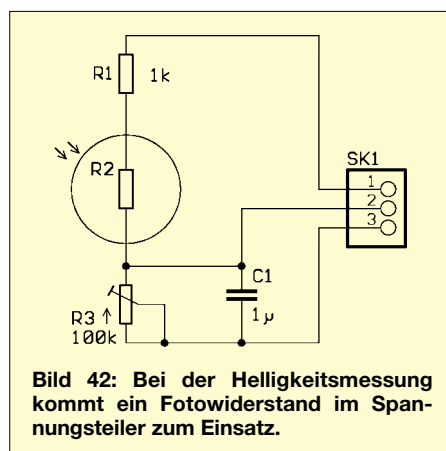 R1
1k
R2
SK1
1
2
3
C1
1µ
R3
100k
Bild 42: Bei der Helligkeitsmessung
kommt ein Fotowiderstand im Span-
nungsteiler zum Einsatz.